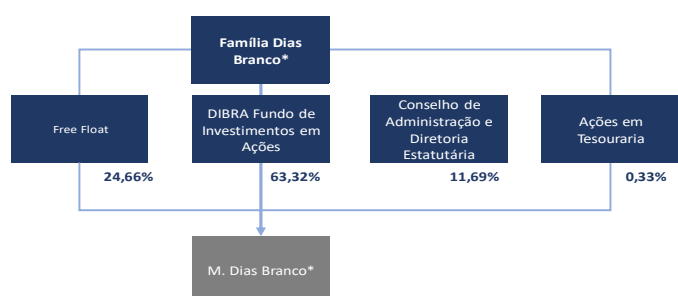 Família Dias
Branco*
Free Float
DIBRA Fundo de
Investimentos em
Ações
Conselho de
Administração e
Diretoria
Estatutária
Ações em
Tesouraria
24,66%
63,32%
11,69%
0,33%
M. Dias Branco*